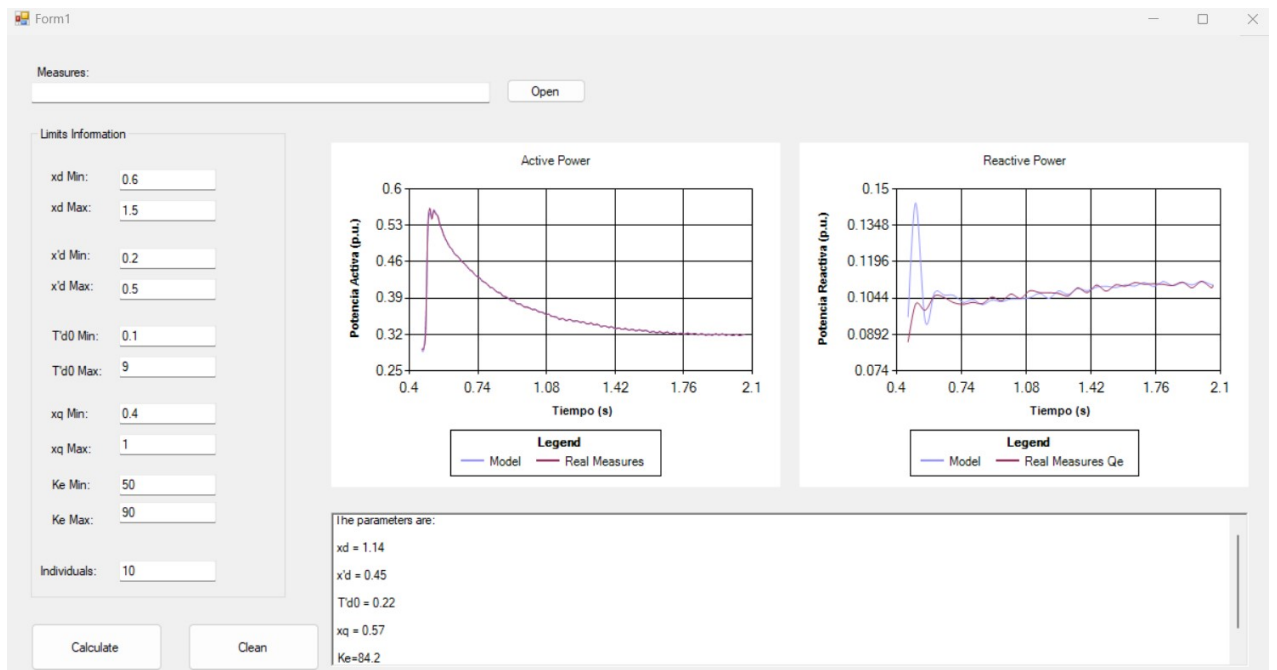 Form1
Measures:
Open
Limits Information
xd Min: 0.6
xd Max: 1.5
x'd Min: 0.2
x'd Max: 0.5
T'd0 Min: 0.1
T'd0 Max: 9
xq Min: 0.4
xq Max: 1
Ke Min: 50
Ke Max: 90
Individuals: 10
Calculate Clean
Active Power
Potencia Activa (p.u.)
0.6
0.53
0.46
0.39
0.32
0.25
0.4 0.74 1.08 1.42 1.76 2.1
Tiempo (s)
Legend
Model Real Measures
Reactive Power
Potencia Reactiva (p.u.)
0.15
0.1348
0.1196
0.1044
0.0892
0.074
0.4 0.74 1.08 1.42 1.76 2.1
Tiempo (s)
Legend
Model Real Measures Qe
The parameters are:
xd = 1.14
x'd = 0.45
T'd0 = 0.22
xq = 0.57
Ke=84.2